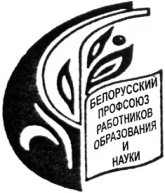 БЕЛОРУССКИЙ
ПРОФСОЮЗ
РАБОТНИКОВ
ОБРАЗОВАНИЯ
И
НАУКИ